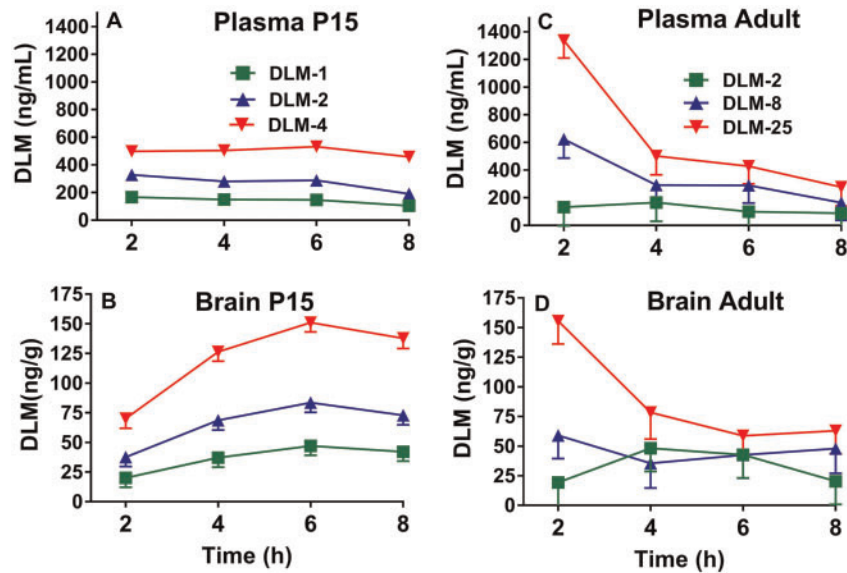 A Plasma P15
DLM (ng/mL)
1400
1200
1000
800
600
400
200
0
DLM-1
DLM-2
DLM-4
2 4 6 8
C Plasma Adult
DLM (ng/mL)
1400
1200
1000
800
600
400
200
0
DLM-2
DLM-8
DLM-25
2 4 6 8
B Brain P15
DLM(ng/g)
175
150
125
100
75
50
25
0
2 4 6 8
Time (h)
D Brain Adult
DLM (ng/g)
175
150
125
100
75
50
25
0
2 4 6 8
Time (h)